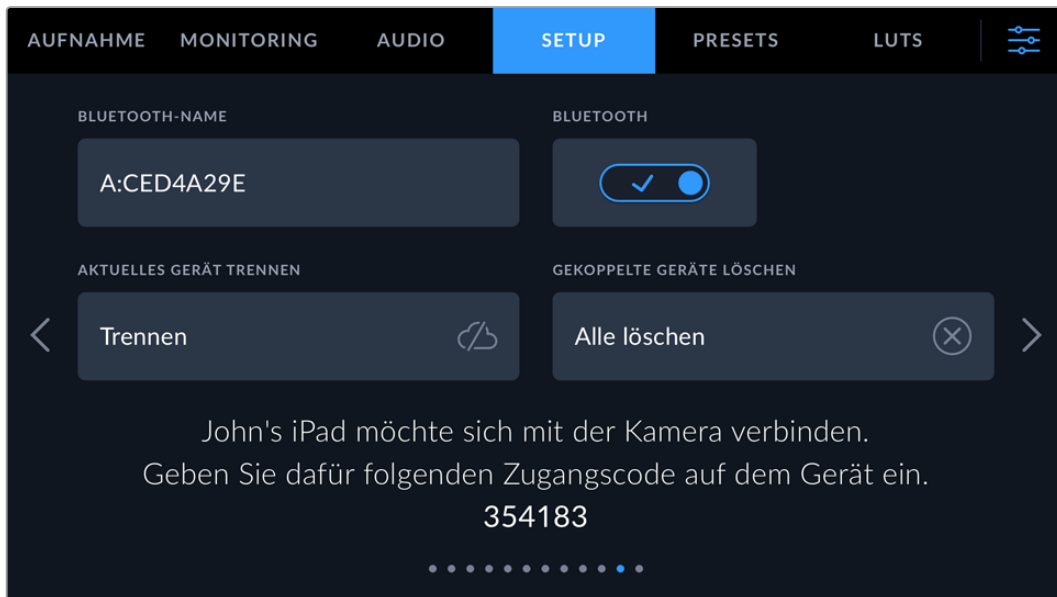 AUFNAHME MONITORING AUDIO SETUP PRESETS LUTS
BLUETOOTH-NAME BLUETOOTH
A:CED4A29E
AKTUELLES GERÄT TRENNEN GEKOPPELTE GERÄTE LÖSCHEN
Trennen Alle löschen
John's iPad möchte sich mit der Kamera verbinden.
Geben Sie dafür folgenden Zugangscode auf dem Gerät ein.
354183